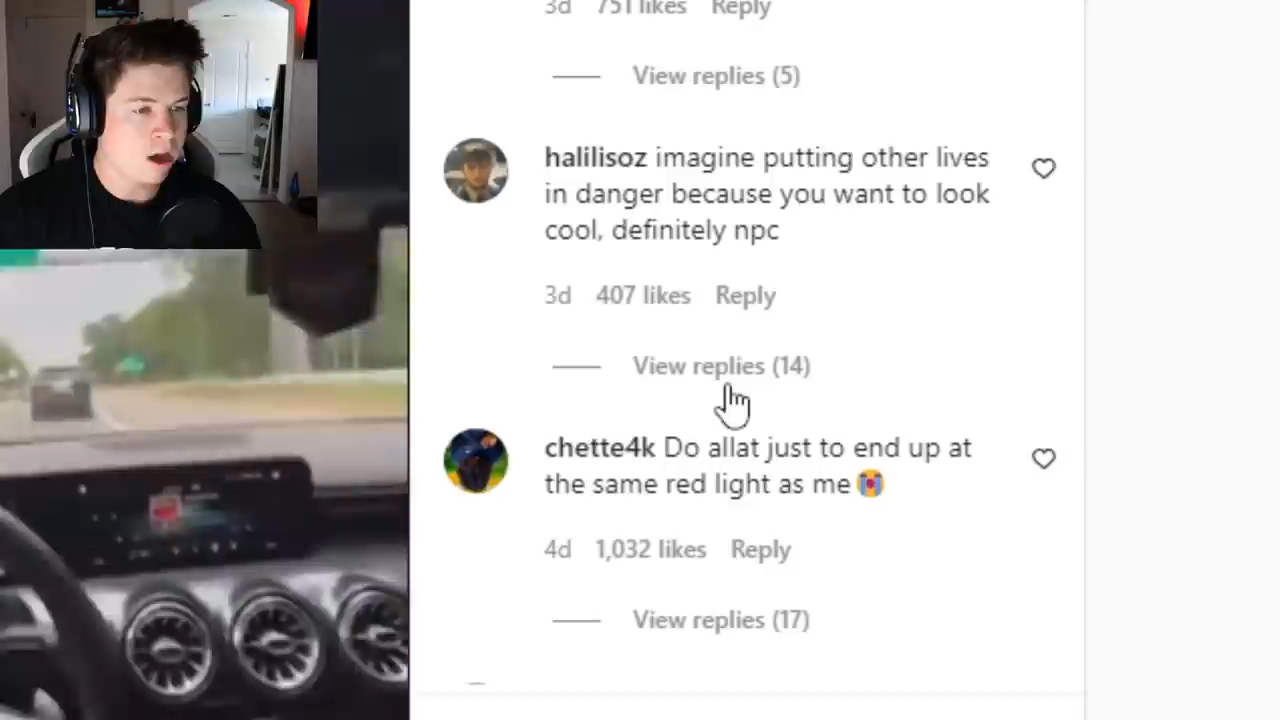 3d 751 likes Reply
View replies (5)
halilisoz imagine putting other lives
in danger because you want to look
cool, definitely npc
3d 407 likes Reply
View replies (14)
chette4k Do allat just to end up at
the same red light as me😭
4d 1,032 likes Reply
View replies (17)